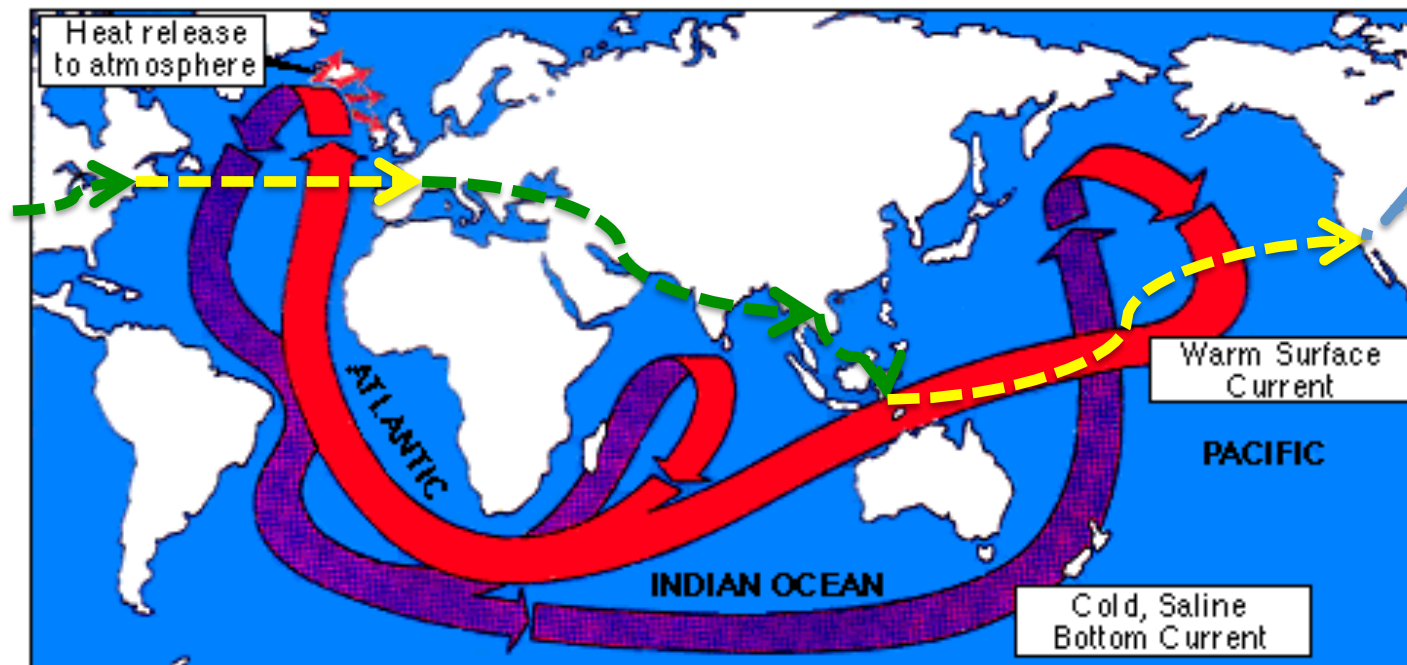 Heat release
to atmosphere
ATLANTIC
Warm Surface
Current
PACIFIC
INDIAN OCEAN
Cold, Saline
Bottom Current